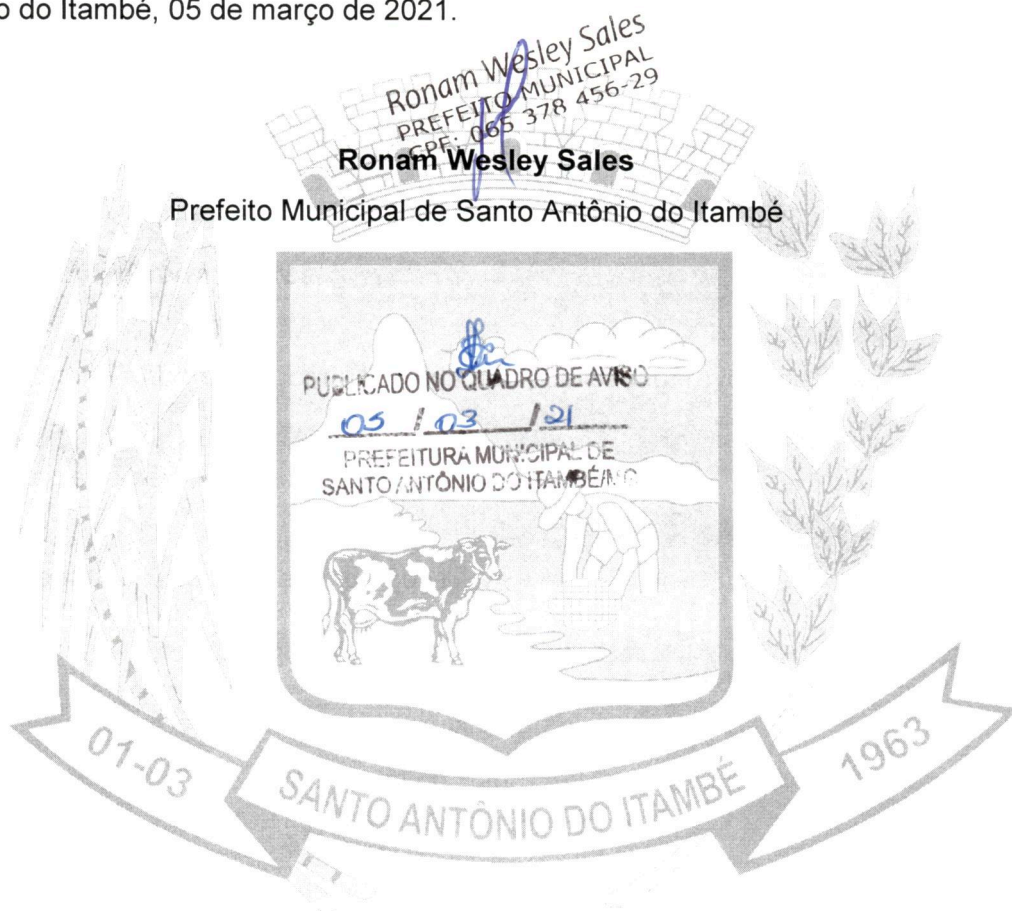 o do Itambé, 05 de março de 2021.
Ronam Wesley Sales
PREFEITO MUNICIPAL
CPF: 065 378 456-29
Ronam Wesley Sales
Prefeito Municipal de Santo Antônio do Itambé
PUBLICADO NO QUADRO DE AVISO
05 / 03 / 21
PREFEITURA MUNICIPAL DE
SANTO ANTÔNIO DO ITAMBÉ/MG
01-03
SANTO ANTÔNIO DO ITAMBÉ
1963